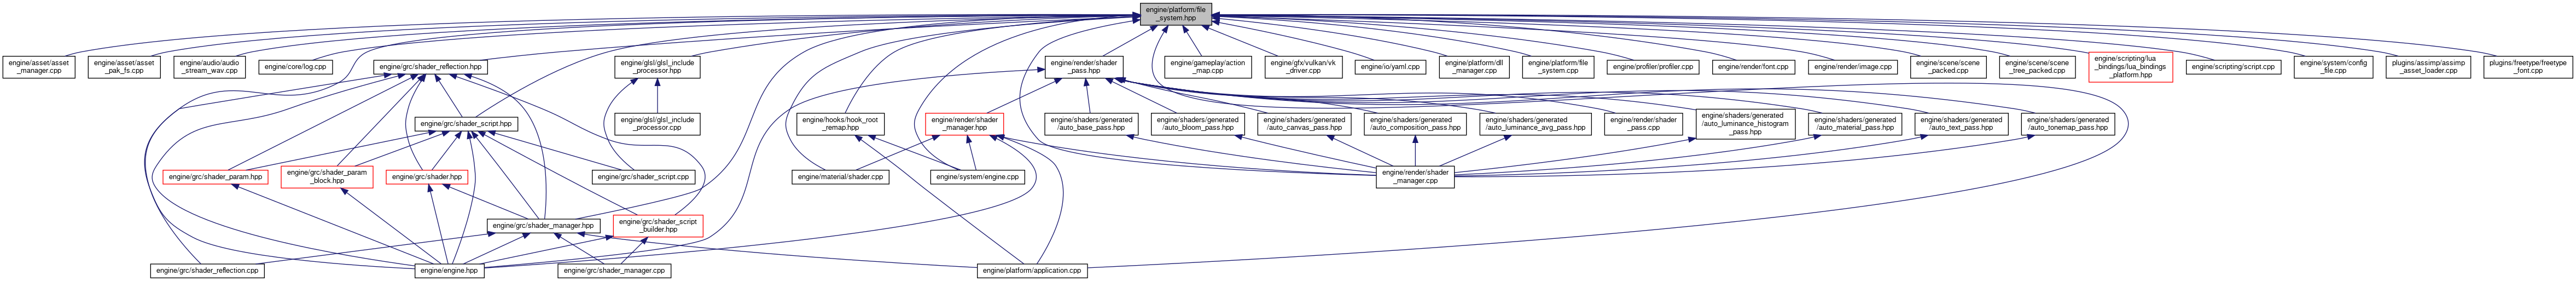 engine/platform/file
_system.hpp
engine/asset/asset
_manager.cpp
engine/asset/asset
_pak_fs.cpp
engine/audio/audio
_stream_wav.cpp
engine/core/log.cpp
engine/grc/shader_reflection.hpp
engine/glsl/glsl_include
_processor.hpp
engine/render/shader
_pass.hpp
engine/gameplay/action
_map.cpp
engine/gfx/vulkan/vk
_driver.cpp
engine/io/yaml.cpp
engine/platform/dll
_manager.cpp
engine/platform/file
_system.cpp
engine/profiler/profiler.cpp
engine/render/font.cpp
engine/render/image.cpp
engine/scene/scene
_packed.cpp
engine/scene/scene
_tree_packed.cpp
engine/scripting/lua
_bindings/lua_bindings
_platform.hpp
engine/scripting/script.cpp
engine/system/config
_file.cpp
plugins/assimp/assimp
_asset_loader.cpp
plugins/freetype/freetype
_font.cpp
engine/grc/shader_script.hpp
engine/glsl/glsl_include
_processor.cpp
engine/hooks/hook_root
_remap.hpp
engine/render/shader
_manager.hpp
engine/shaders/generated
/auto_base_pass.hpp
engine/shaders/generated
/auto_bloom_pass.hpp
engine/shaders/generated
/auto_canvas_pass.hpp
engine/shaders/generated
/auto_composition_pass.hpp
engine/shaders/generated
/auto_luminance_avg_pass.hpp
engine/render/shader
_pass.cpp
engine/shaders/generated
/auto_luminance_histogram
_pass.hpp
engine/shaders/generated
/auto_material_pass.hpp
engine/shaders/generated
/auto_text_pass.hpp
engine/shaders/generated
/auto_tonemap_pass.hpp
engine/grc/shader_param.hpp
engine/grc/shader_param
_block.hpp
engine/grc/shader.hpp
engine/grc/shader_script.cpp
engine/material/shader.cpp
engine/system/engine.cpp
engine/render/shader
_manager.cpp
engine/grc/shader_manager.hpp
engine/grc/shader_script
_builder.hpp
engine/grc/shader_reflection.cpp
engine/engine.hpp
engine/grc/shader_manager.cpp
engine/platform/application.cpp